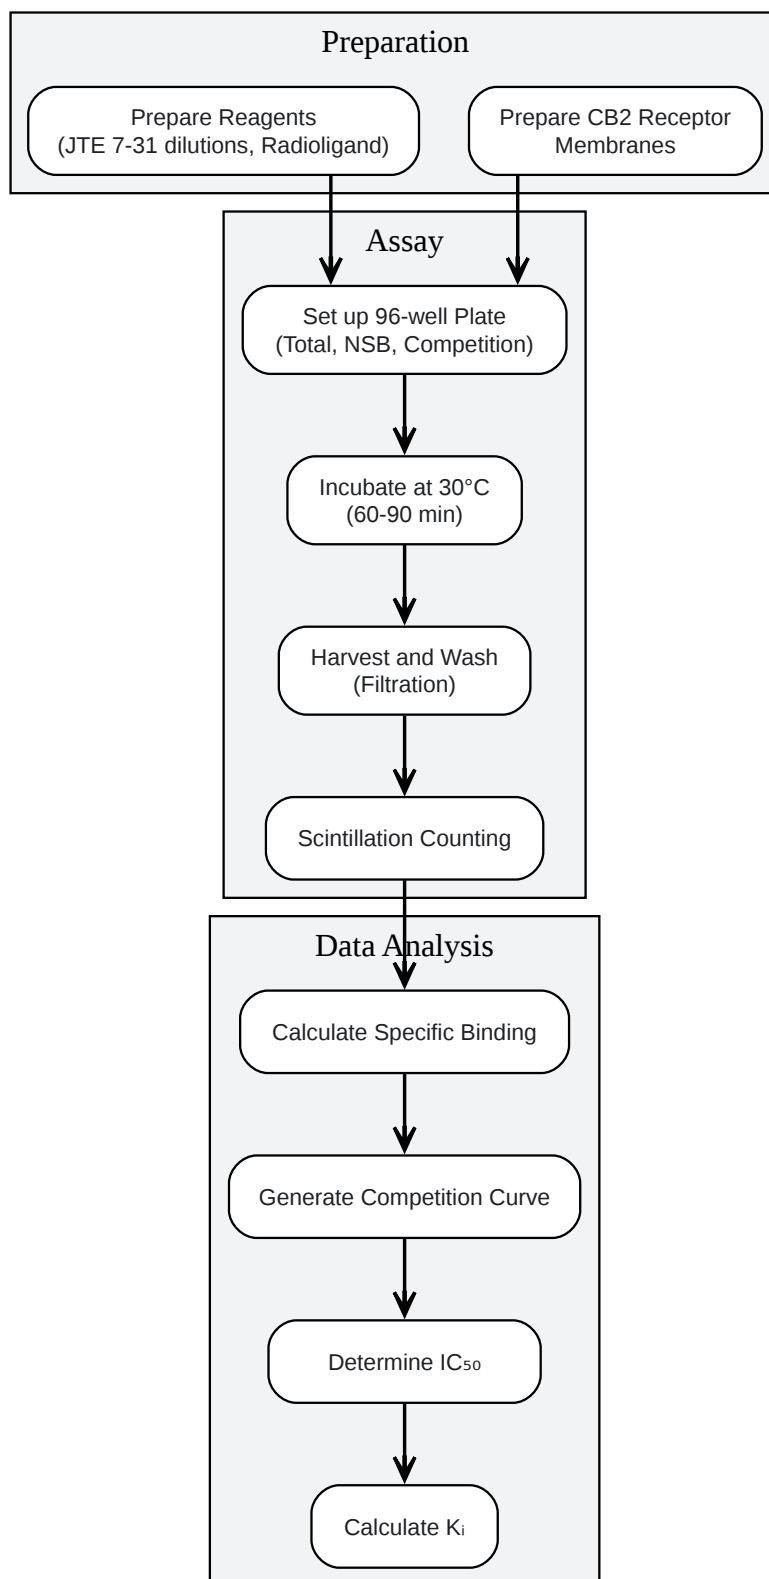 Preparation
Prepare Reagents
(JTE 7-31 dilutions, Radioligand)
Prepare CB2 Receptor
Membranes
Assay
Set up 96-well Plate
(Total, NSB, Competition)
Incubate at 30°C
(60-90 min)
Harvest and Wash
(Filtration)
Scintillation Counting
Data Analysis
Calculate Specific Binding
Generate Competition Curve
Determine IC₅₀
Calculate Kᵢ